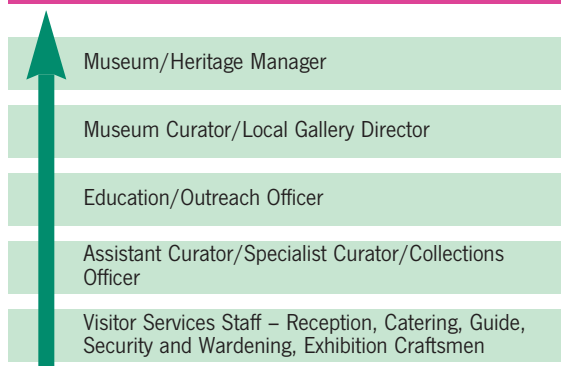 Museum/Heritage Manager
Museum Curator/Local Gallery Director
Education/Outreach Officer
Assistant Curator/Specialist Curator/Collections
Officer
Visitor Services Staff – Reception, Catering, Guide,
Security and Wardening, Exhibition Craftsmen